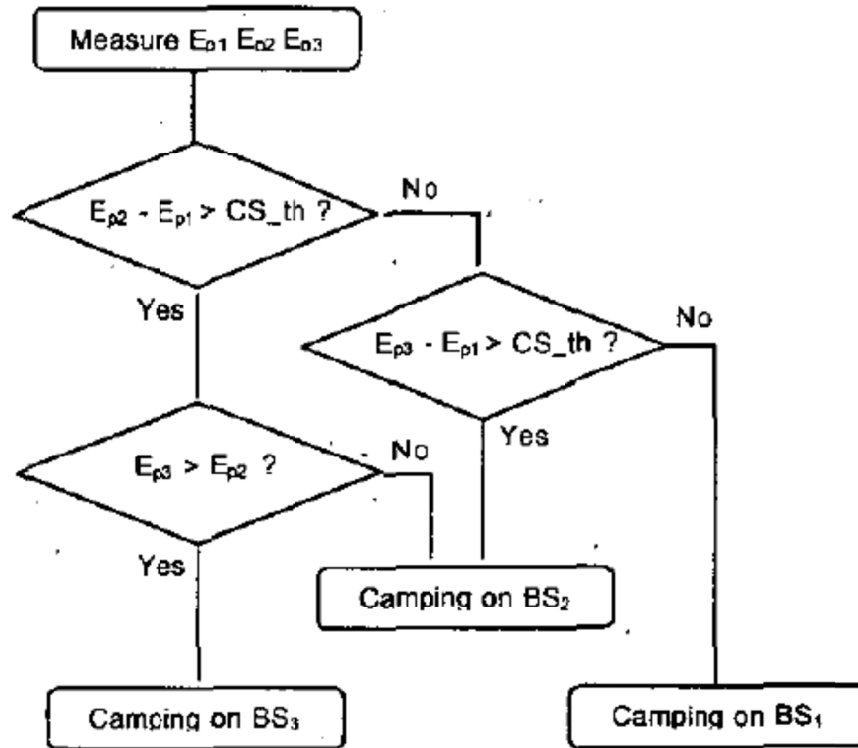 Measure Ep1 Ep2 Ep3
Ep2 - Ep1 > CS_th ?
No
Yes
Ep3 - Ep1 > CS_th ?
No
Yes
Ep3 > Ep2 ?
No
Yes
Camping on BS2
Camping on BS3
Camping on BS1